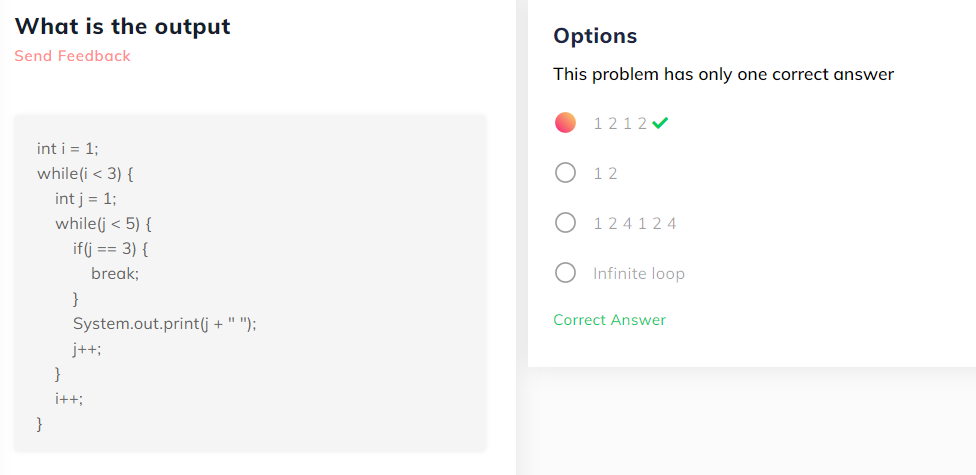 What is the output
Send Feedback
int i = 1;
while(i < 3) {
int j = 1;
while(j < 5) {
if(j == 3) {
break;
}
System.out.print(j + " ");
j++;
}
i++;
}
Options
This problem has only one correct answer
1 2 1 2
1 2
1 2 4 1 2 4
Infinite loop
Correct Answer